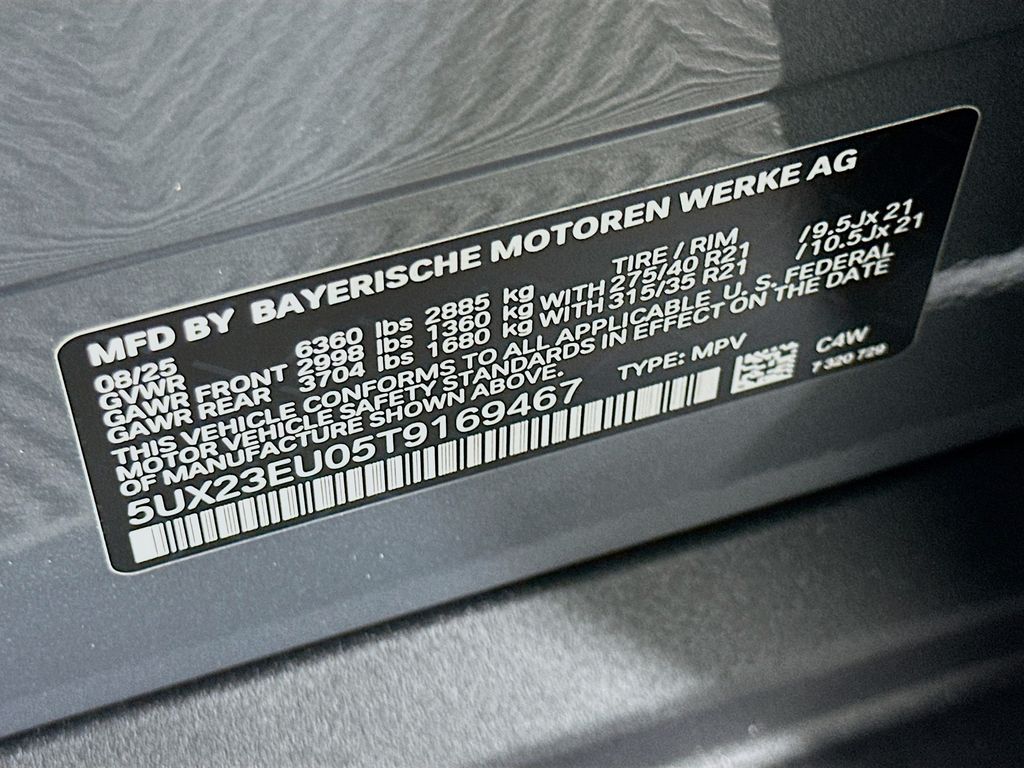 MFD BY BAYERISCHE MOTOREN WERKE AG
08/25 TIRE / RIM
GVWR 6360 lbs 2885 kg
GAWR FRONT 2998 lbs 1360 kg WITH 275/40 R21 /9.5Jx21
GAWR REAR 3704 lbs 1680 kg WITH 315/35 R21 /10.5Jx21
THIS VEHICLE CONFORMS TO ALL APPLICABLE U. S. FEDERAL
MOTOR VEHICLE SAFETY STANDARDS IN EFFECT ON THE DATE
OF MANUFACTURE SHOWN ABOVE.
5UX23EU05T9169467 TYPE: MPV C4W
7 320 729